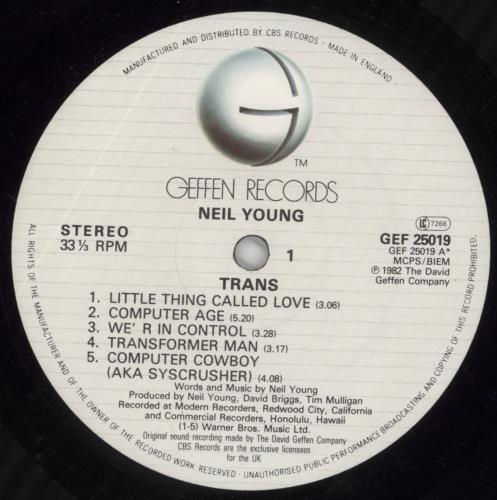 MANUFACTURED AND DISTRIBUTED BY CBS RECORDS · MADE IN ENGLAND
TM
GEFFEN RECORDS
NEIL YOUNG
STEREO
33⅓ RPM
1
LC 7266
GEF 25019
GEF 25019 A*
MCPS/BIEM
℗ 1982 The David
Geffen Company
TRANS
1. LITTLE THING CALLED LOVE (3.06)
2. COMPUTER AGE (5.20)
3. WE' R IN CONTROL (3.28)
4. TRANSFORMER MAN (3.17)
5. COMPUTER COWBOY
(AKA SYSCRUSHER) (4.08)
Words and Music by Neil Young
Produced by Neil Young, David Briggs, Tim Mulligan
Recorded at Modern Recorders, Redwood City, California
and Commercial Recorders, Honolulu, Hawaii
(1-5) Warner Bros. Music Ltd.
Original sound recording made by The David Geffen Company
CBS Records are the exclusive licensees
for the UK
ALL RIGHTS OF THE MANUFACTURER AND OF THE OWNER OF THE RECORDED WORK RESERVED · UNAUTHORISED PUBLIC PERFORMANCE BROADCASTING AND COPYING OF THIS RECORD PROHIBITED.